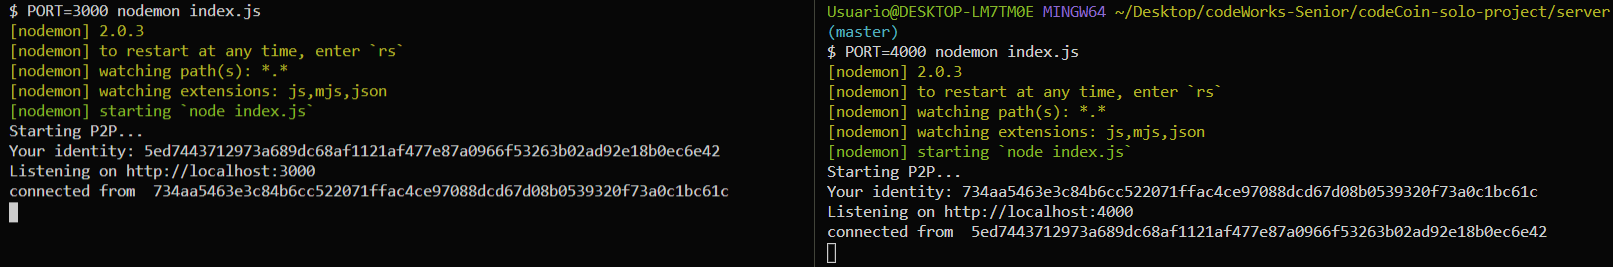 $ PORT=3000 nodemon index.js
[nodemon] 2.0.3
[nodemon] to restart at any time, enter `rs`
[nodemon] watching path(s): *.*
[nodemon] watching extensions: js,mjs,json
[nodemon] starting `node index.js`
Starting P2P...
Your identity: 5ed7443712973a689dc68af1121af477e87a0966f53263b02ad92e18b0ec6e42
Listening on http://localhost:3000
connected from  734aa5463e3c84b6cc522071ffac4ce97088dcd67d08b0539320f73a0c1bc61c
Usuario@DESKTOP-LM7TM0E MINGW64 ~/Desktop/codeWorks-Senior/codeCoin-solo-project/server
(master)
$ PORT=4000 nodemon index.js
[nodemon] 2.0.3
[nodemon] to restart at any time, enter `rs`
[nodemon] watching path(s): *.*
[nodemon] watching extensions: js,mjs,json
[nodemon] starting `node index.js`
Starting P2P...
Your identity: 734aa5463e3c84b6cc522071ffac4ce97088dcd67d08b0539320f73a0c1bc61c
Listening on http://localhost:4000
connected from  5ed7443712973a689dc68af1121af477e87a0966f53263b02ad92e18b0ec6e42